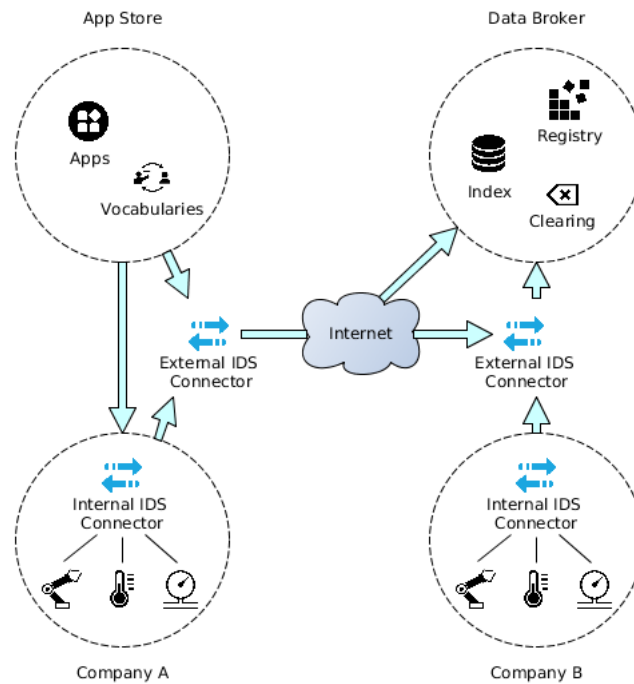 App Store
Data Broker
Apps
Vocabularies
Registry
Index
Clearing
External IDS
Connector
Internet
External IDS
Connector
Internal IDS
Connector
Internal IDS
Connector
Company A
Company B